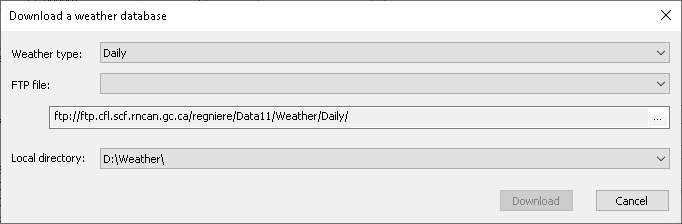 Download a weather database
Weather type: Daily
FTP file:
ftp://ftp.cfl.scf.rncan.gc.ca/regniere/Data11/Weather/Daily/ ...
Local directory: D:\Weather\
Download Cancel